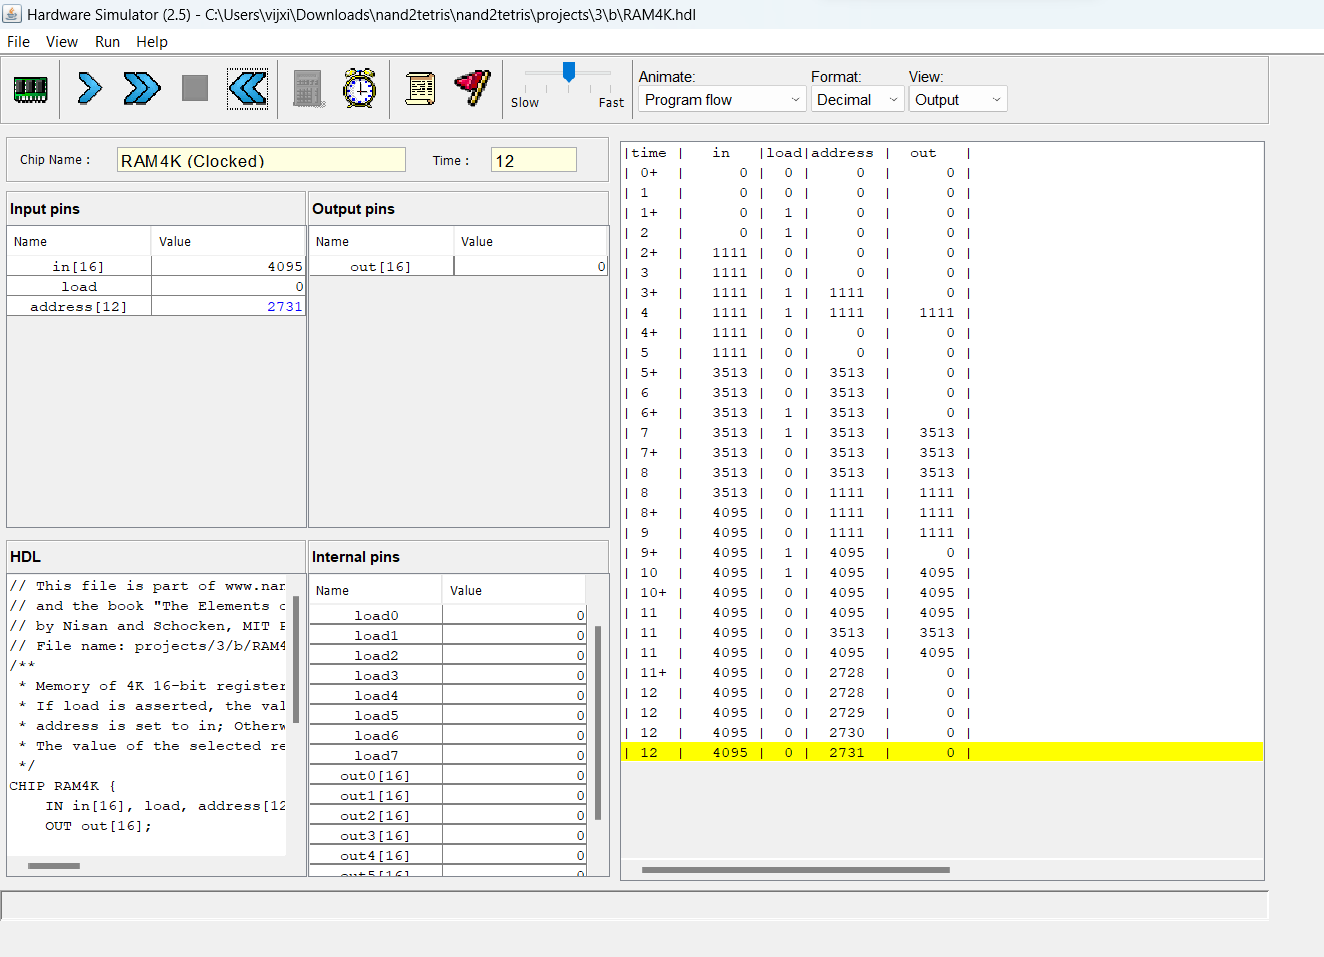 Hardware Simulator (2.5) - C:\Users\vijxi\Downloads\nand2tetris\nand2tetris\projects\3\b\RAM4K.hdl
File View Run Help
Slow Fast
Animate: Format: View:
Program flow Decimal Output
Chip Name : RAM4K (Clocked) Time : 12
Input pins
Name Value
in[16] 4095
load 0
address[12] 2731
Output pins
Name Value
out[16] 0
HDL
// This file is part of www.nan
// and the book "The Elements o
// by Nisan and Schocken, MIT P
// File name: projects/3/b/RAM4
/**
* Memory of 4K 16-bit register
* If load is asserted, the val
* address is set to in; Otherw
* The value of the selected re
*/
CHIP RAM4K {
IN in[16], load, address[12
OUT out[16];
Internal pins
Name Value
load0 0
load1 0
load2 0
load3 0
load4 0
load5 0
load6 0
load7 0
out0[16] 0
out1[16] 0
out2[16] 0
out3[16] 0
out4[16] 0
out5[16] 0
|time | in |load|address | out |
| 0+ | 0 | 0 | 0 | 0 |
| 1 | 0 | 0 | 0 | 0 |
| 1+ | 0 | 1 | 0 | 0 |
| 2 | 0 | 1 | 0 | 0 |
| 2+ | 1111 | 0 | 0 | 0 |
| 3 | 1111 | 0 | 0 | 0 |
| 3+ | 1111 | 1 | 1111 | 0 |
| 4 | 1111 | 1 | 1111 | 1111 |
| 4+ | 1111 | 0 | 0 | 0 |
| 5 | 1111 | 0 | 0 | 0 |
| 5+ | 3513 | 0 | 3513 | 0 |
| 6 | 3513 | 0 | 3513 | 0 |
| 6+ | 3513 | 1 | 3513 | 0 |
| 7 | 3513 | 1 | 3513 | 3513 |
| 7+ | 3513 | 0 | 3513 | 3513 |
| 8 | 3513 | 0 | 3513 | 3513 |
| 8 | 3513 | 0 | 1111 | 1111 |
| 8+ | 4095 | 0 | 1111 | 1111 |
| 9 | 4095 | 0 | 1111 | 1111 |
| 9+ | 4095 | 1 | 4095 | 0 |
| 10 | 4095 | 1 | 4095 | 4095 |
| 10+ | 4095 | 0 | 4095 | 4095 |
| 11 | 4095 | 0 | 4095 | 4095 |
| 11 | 4095 | 0 | 3513 | 3513 |
| 11 | 4095 | 0 | 4095 | 4095 |
| 11+ | 4095 | 0 | 2728 | 0 |
| 12 | 4095 | 0 | 2728 | 0 |
| 12 | 4095 | 0 | 2729 | 0 |
| 12 | 4095 | 0 | 2730 | 0 |
| 12 | 4095 | 0 | 2731 | 0 |